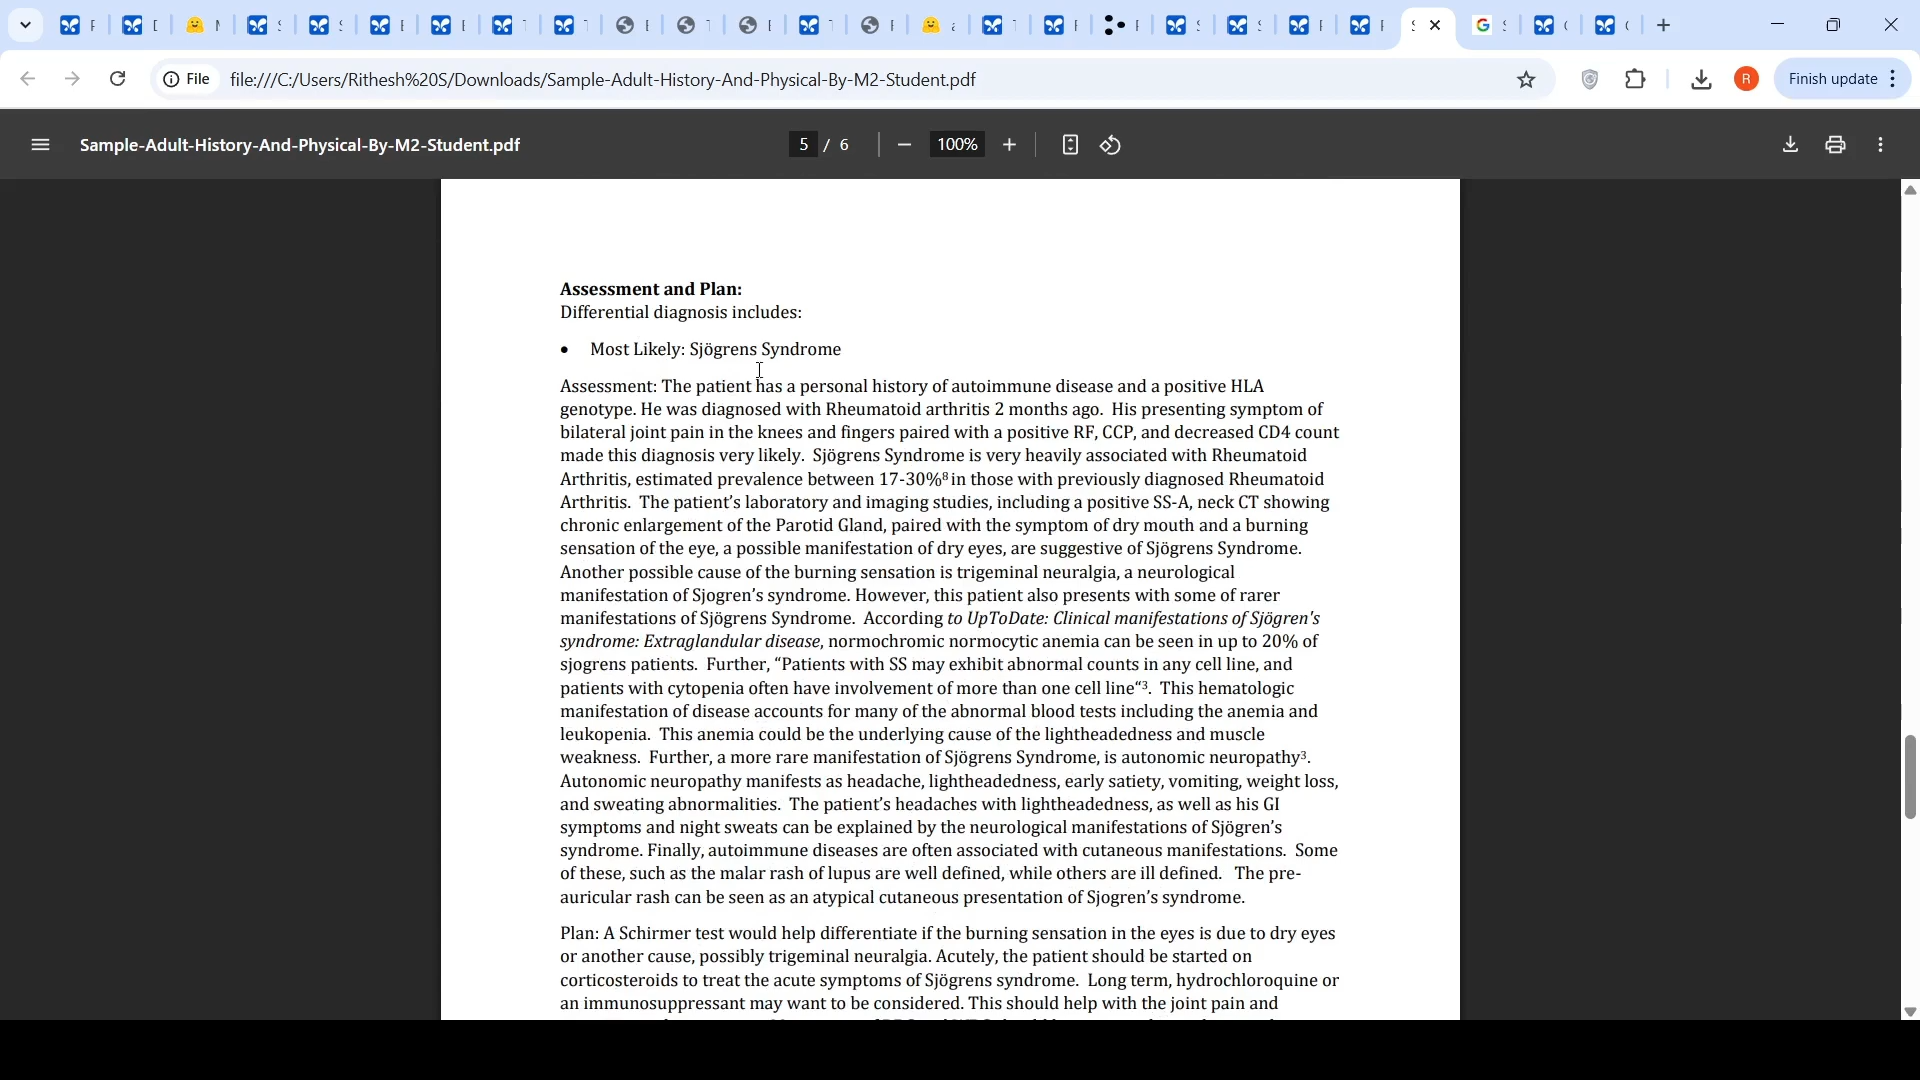 File
file:///C:/Users/Rithesh%20S/Downloads/Sample-Adult-History-And-Physical-By-M2-Student.pdf
R
Finish update
Sample-Adult-History-And-Physical-By-M2-Student.pdf
5 / 6
100%
Assessment and Plan:
Differential diagnosis includes:
• Most Likely: Sjögrens Syndrome
Assessment: The patient has a personal history of autoimmune disease and a positive HLA
genotype. He was diagnosed with Rheumatoid arthritis 2 months ago.  His presenting symptom of
bilateral joint pain in the knees and fingers paired with a positive RF, CCP, and decreased CD4 count
made this diagnosis very likely.  Sjögrens Syndrome is very heavily associated with Rheumatoid
Arthritis, estimated prevalence between 17-30%⁸ in those with previously diagnosed Rheumatoid
Arthritis.  The patient’s laboratory and imaging studies, including a positive SS-A, neck CT showing
chronic enlargement of the Parotid Gland, paired with the symptom of dry mouth and a burning
sensation of the eye, a possible manifestation of dry eyes, are suggestive of Sjögrens Syndrome.
Another possible cause of the burning sensation is trigeminal neuralgia, a neurological
manifestation of Sjogren’s syndrome. However, this patient also presents with some of rarer
manifestations of Sjögrens Syndrome.  According to UpToDate: Clinical manifestations of Sjögren's
syndrome: Extraglandular disease, normochromic normocytic anemia can be seen in up to 20% of
sjogrens patients.  Further, “Patients with SS may exhibit abnormal counts in any cell line, and
patients with cytopenia often have involvement of more than one cell line“³.  This hematologic
manifestation of disease accounts for many of the abnormal blood tests including the anemia and
leukopenia.  This anemia could be the underlying cause of the lightheadedness and muscle
weakness.  Further, a more rare manifestation of Sjögrens Syndrome, is autonomic neuropathy³.
Autonomic neuropathy manifests as headache, lightheadedness, early satiety, vomiting, weight loss,
and sweating abnormalities.  The patient’s headaches with lightheadedness, as well as his GI
symptoms and night sweats can be explained by the neurological manifestations of Sjögren’s
syndrome. Finally, autoimmune diseases are often associated with cutaneous manifestations.  Some
of these, such as the malar rash of lupus are well defined, while others are ill defined.   The pre-
auricular rash can be seen as an atypical cutaneous presentation of Sjogren’s syndrome.
Plan: A Schirmer test would help differentiate if the burning sensation in the eyes is due to dry eyes
or another cause, possibly trigeminal neuralgia. Acutely, the patient should be started on
corticosteroids to treat the acute symptoms of Sjögrens syndrome.  Long term, hydrochloroquine or
an immunosuppressant may want to be considered. This should help with the joint pain and